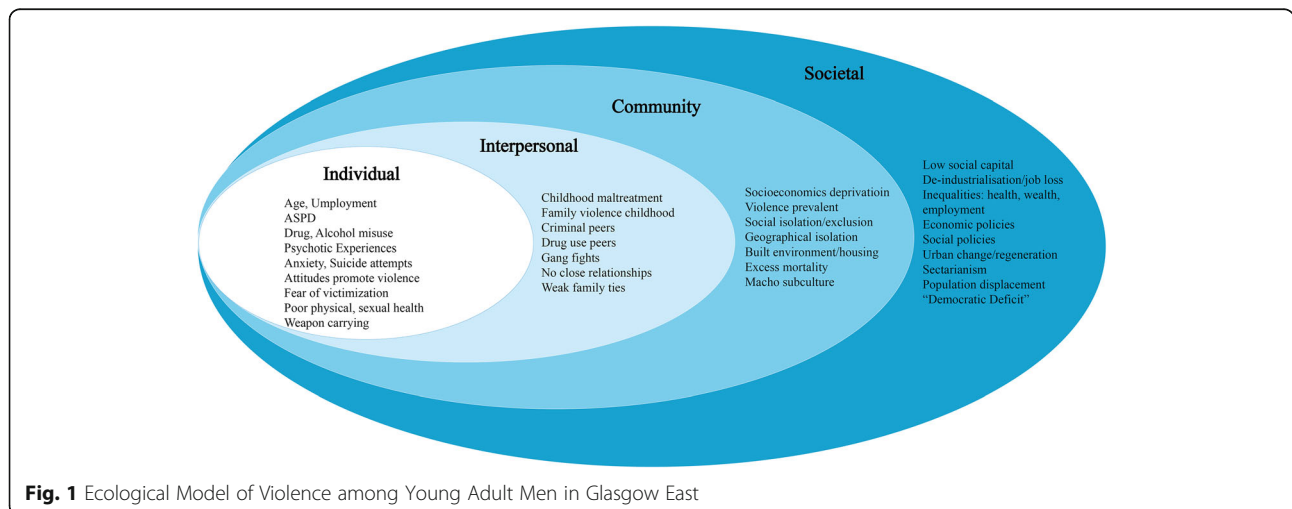 Societal
Community
Interpersonal
Individual
Age, Umployment
ASPD
Drug, Alcohol misuse
Psychotic Experiences
Anxiety, Suicide attempts
Attitudes promote violence
Fear of victimization
Poor physical, sexual health
Weapon carrying
Childhood maltreatment
Family violence childhood
Criminal peers
Drug use peers
Gang fights
No close relationships
Weak family ties
Socioeconomics deprivatioin
Violence prevalent
Social isolation/exclusion
Geographical isolation
Built environment/housing
Excess mortality
Macho subculture
Low social capital
De-industrialisation/job loss
Inequalities: health, wealth,
employment
Economic policies
Social policies
Urban change/regeneration
Sectarianism
Population displacement
“Democratic Deficit”
Fig. 1 Ecological Model of Violence among Young Adult Men in Glasgow East